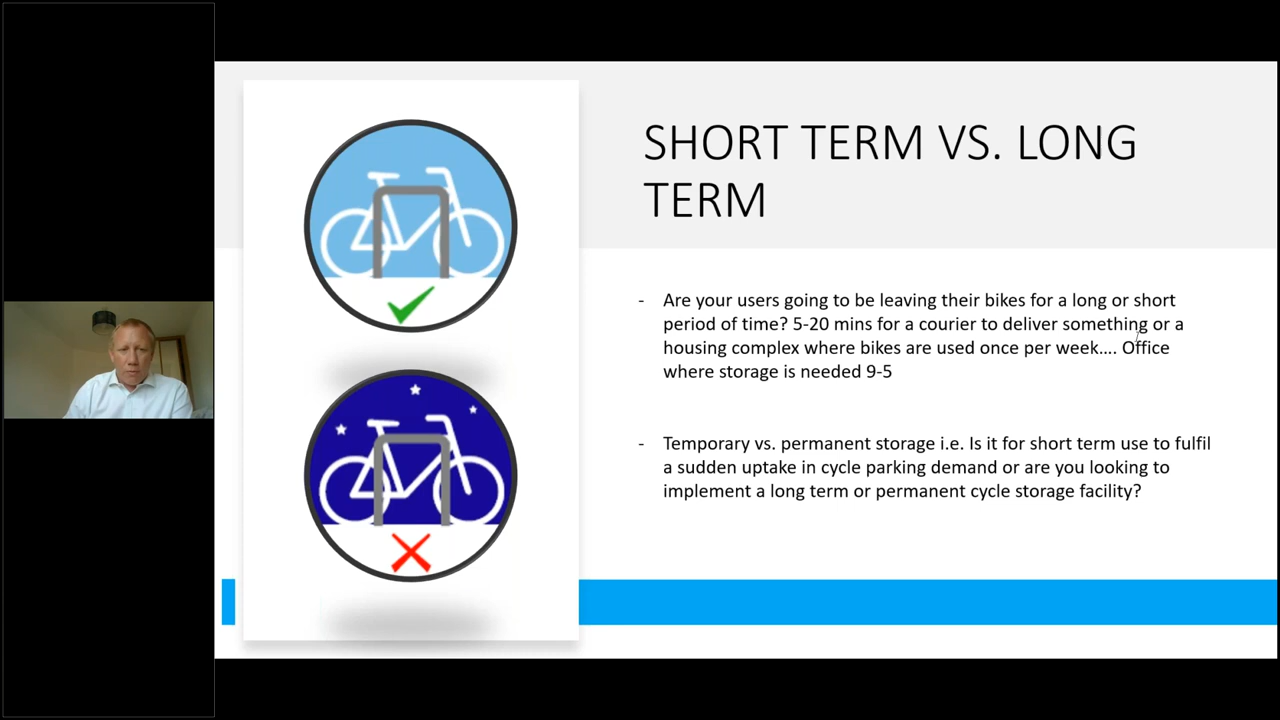 SHORT TERM VS. LONG
TERM
- Are your users going to be leaving their bikes for a long or short
period of time? 5-20 mins for a courier to deliver something or a
housing complex where bikes are used once per week…. Office
where storage is needed 9-5
- Temporary vs. permanent storage i.e. Is it for short term use to fulfil
a sudden uptake in cycle parking demand or are you looking to
implement a long term or permanent cycle storage facility?